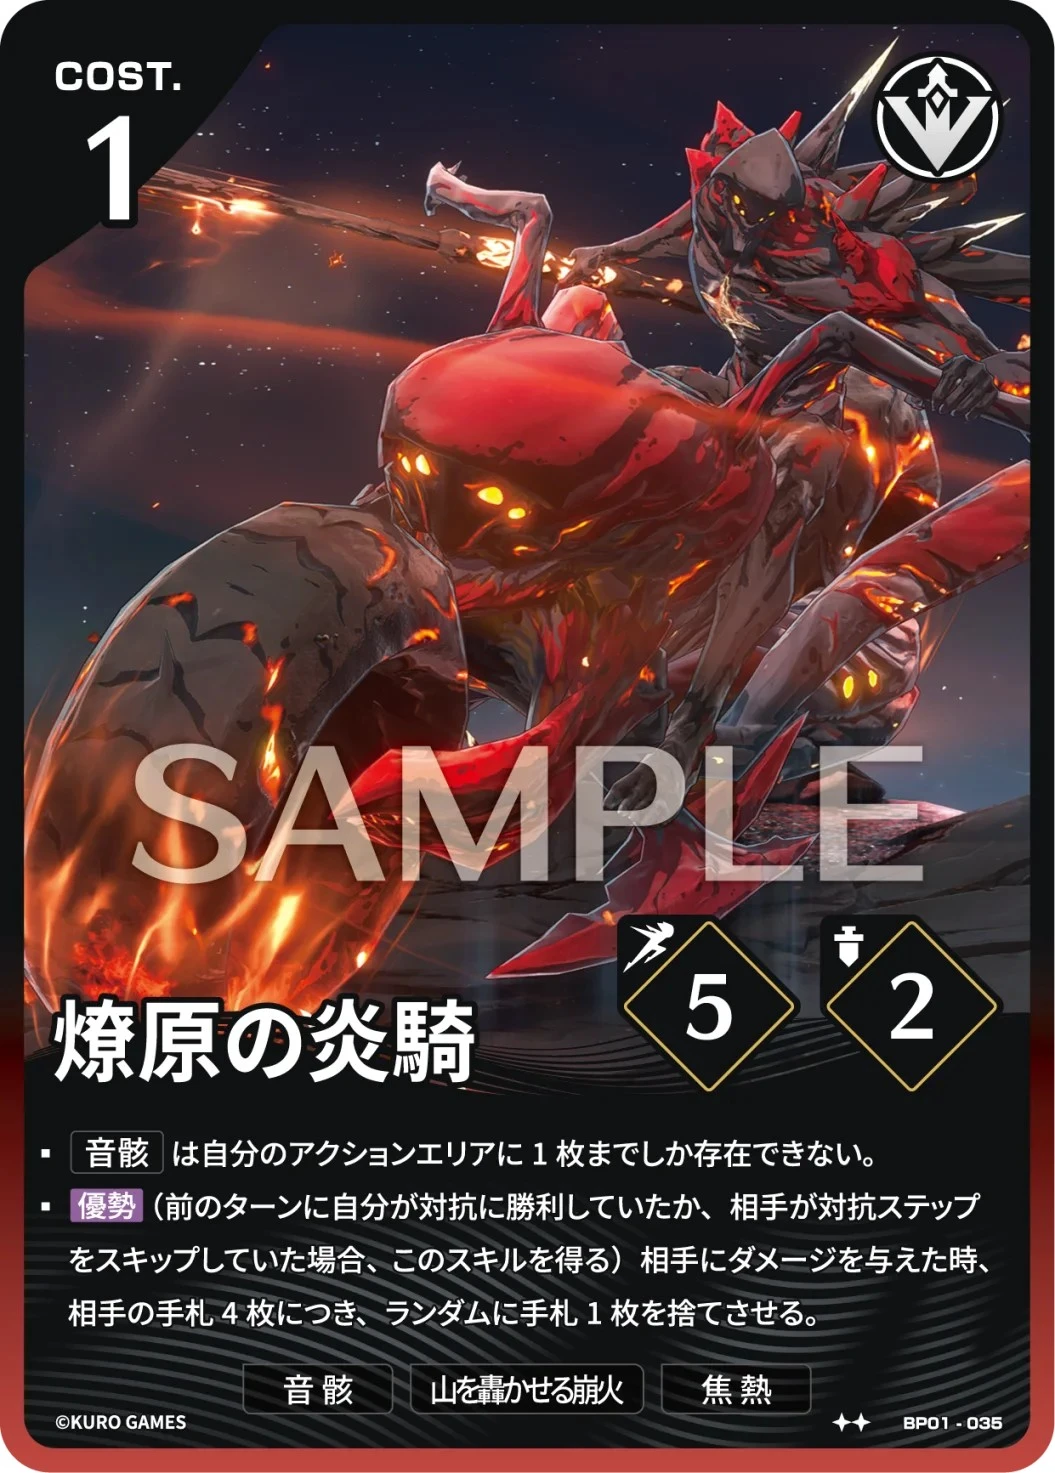 COST.
1
SAMPLE
5
2
燎原の炎騎
▪ 音骸 は自分のアクションエリアに1枚までしか存在できない。
▪ 優勢（前のターンに自分が対抗に勝利していたか、相手が対抗ステップ
をスキップしていた場合、このスキルを得る）相手にダメージを与えた時、
相手の手札4枚につき、ランダムに手札1枚を捨てさせる。
音骸 山を轟かせる崩火 焦熱
©KURO GAMES
BP01 - 035